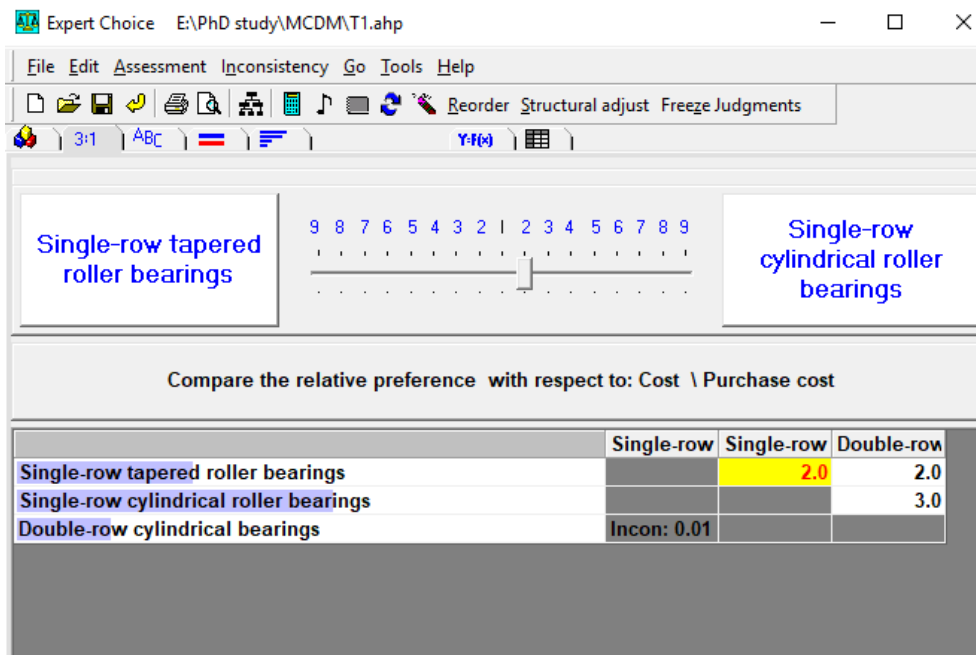 Expert Choice E:\PhD study\MCDM\T1.ahp
File Edit Assessment Inconsistency Go Tools Help
Reorder Structural adjust Freeze Judgments
3:1 ABC Y=F(x)
Single-row tapered
roller bearings
9 8 7 6 5 4 3 2 1 2 3 4 5 6 7 8 9
Single-row
cylindrical roller
bearings
Compare the relative preference with respect to: Cost \ Purchase cost
Single-row Single-row Double-row
Single-row tapered roller bearings 2.0 2.0
Single-row cylindrical roller bearings 3.0
Double-row cylindrical bearings Incon: 0.01